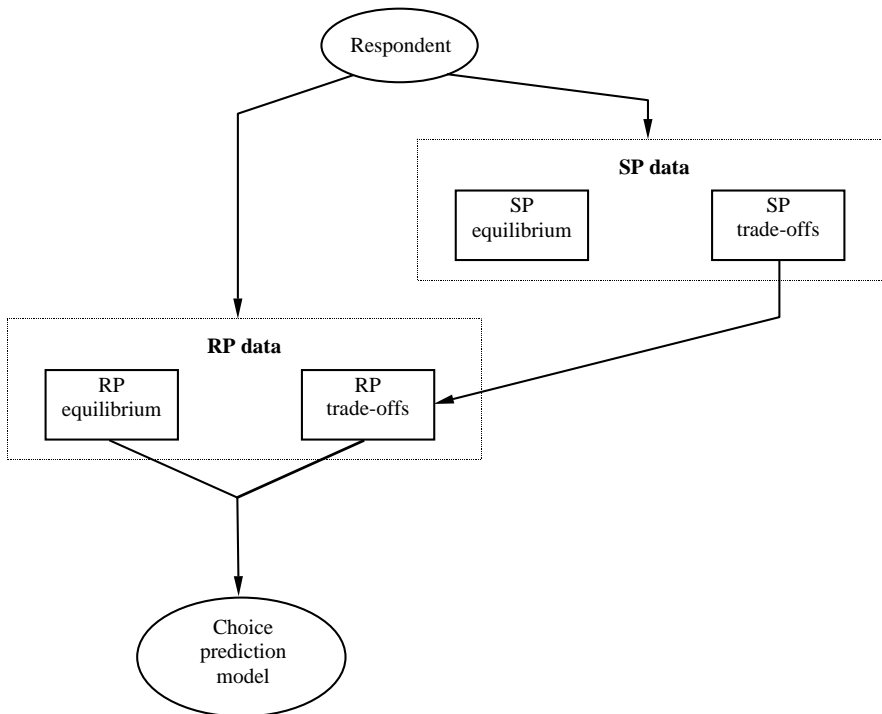 Respondent
SP data
SP
equilibrium
SP
trade-offs
RP data
RP
equilibrium
RP
trade-offs
Choice
prediction
model